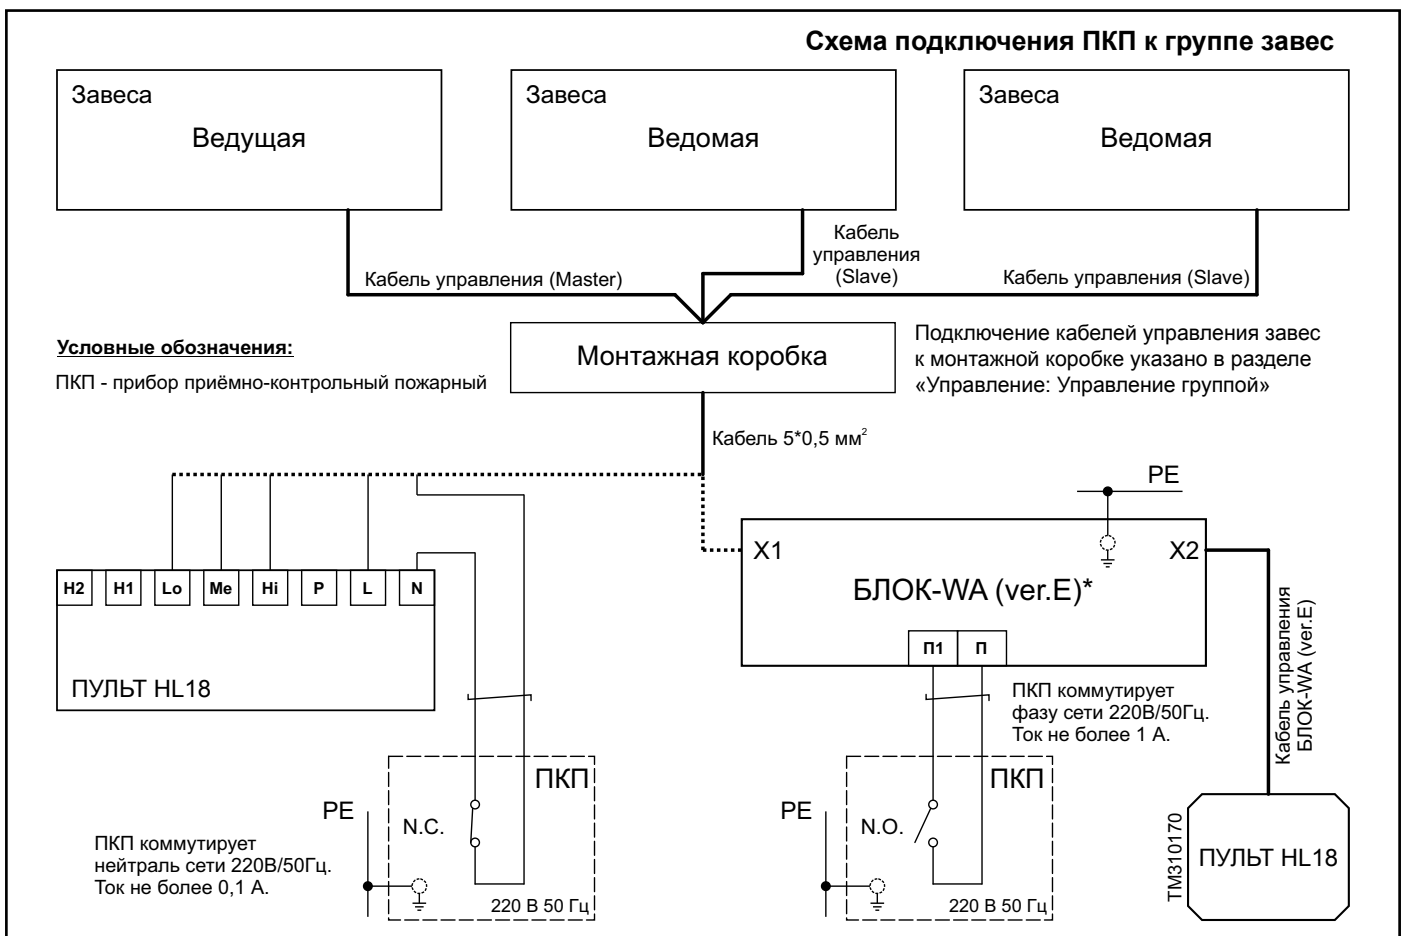 Схема подключения ПКП к группе завес
Завеса
Ведущая
Завеса
Ведомая
Завеса
Ведомая
Кабель управления (Master)
Кабель
управления
(Slave)
Кабель управления (Slave)
Условные обозначения:
ПКП - прибор приёмно-контрольный пожарный
Монтажная коробка
Подключение кабелей управления завес
к монтажной коробке указано в разделе
«Управление: Управление группой»
Кабель 5*0,5 мм²
H2 H1 Lo Me Hi P L N
ПУЛЬТ HL18
PE
X1
X2
БЛОК-WA (ver.E)*
П1 П
Кабель управления
БЛОК-WA (ver.E)
ПКП коммутирует
фазу сети 220В/50Гц.
Ток не более 1 А.
ПКП
PE
N.C.
220 В 50 Гц
ПКП коммутирует
нейтраль сети 220В/50Гц.
Ток не более 0,1 А.
ПКП
PE
N.O.
220 В 50 Гц
TM310170
ПУЛЬТ HL18